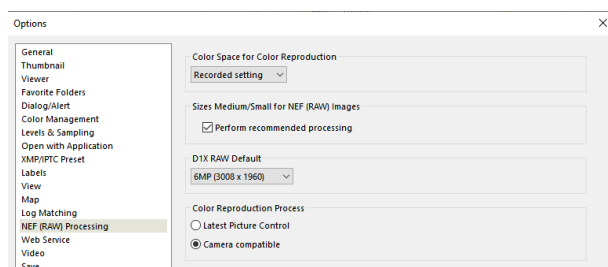 Options
General
Thumbnail
Viewer
Favorite Folders
Dialog/Alert
Color Management
Levels & Sampling
Open with Application
XMP/IPTC Preset
Labels
View
Map
Log Matching
NEF (RAW) Processing
Web Service
Video
Save
Color Space for Color Reproduction
Recorded setting
Sizes Medium/Small for NEF (RAW) Images
Perform recommended processing
D1X RAW Default
6MP (3008 x 1960)
Color Reproduction Process
Latest Picture Control
Camera compatible